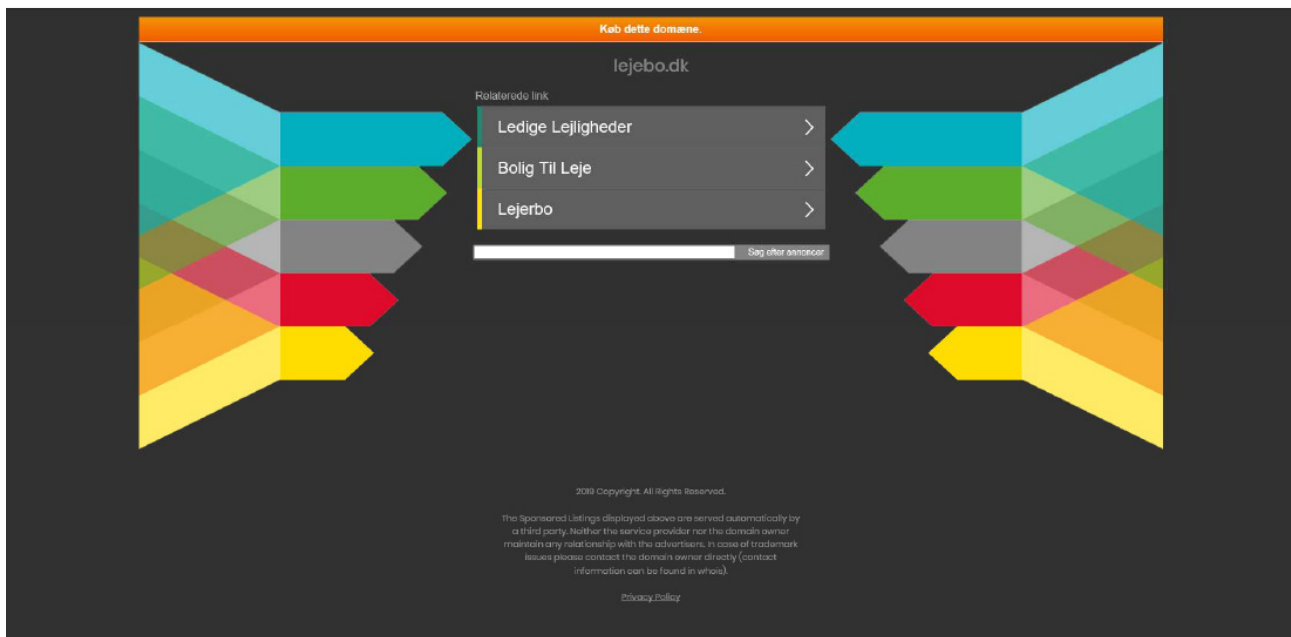 Køb dette domæne.
lejebo.dk
Relaterede link
Ledige Lejligheder
Bolig Til Leje
Lejerbo
Søg efter annoncer
2019 Copyright. All Rights Reserved.
The Sponsored Listings displayed above are served automatically by
a third party. Neither the service provider nor the domain owner
maintain any relationship with the advertisers. In case of trademark
issues please contact the domain owner directly (contact
information can be found in whois).
Privacy Policy